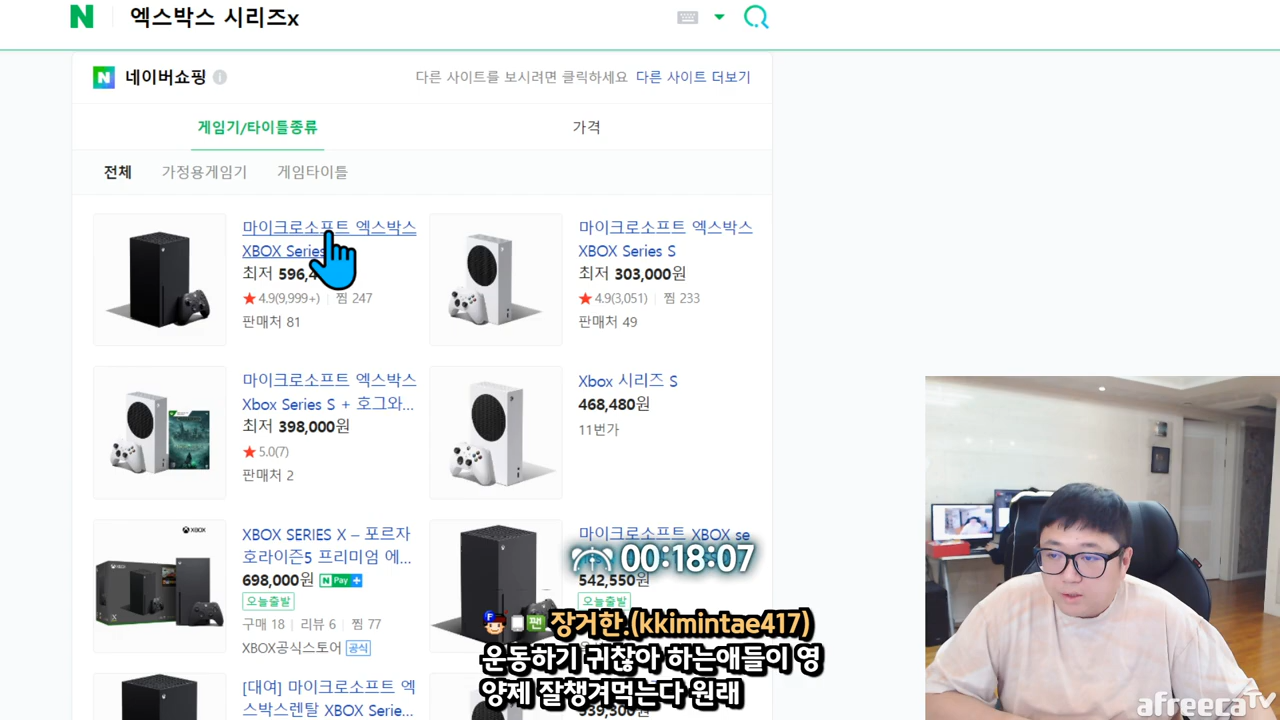 N 엑스박스 시리즈x
N 네이버쇼핑 i 다른 사이트를 보시려면 클릭하세요 다른 사이트 더보기
게임기/타이틀종류 가격
전체 가정용게임기 게임타이틀
마이크로소프트 엑스박스
XBOX Series
최저 596,4
★ 4.9(9,999+) 찜 247
판매처 81
마이크로소프트 엑스박스
XBOX Series S
최저 303,000원
★ 4.9(3,051) 찜 233
판매처 49
마이크로소프트 엑스박스
Xbox Series S + 호그와...
최저 398,000원
★ 5.0(7)
판매처 2
Xbox 시리즈 S
468,480원
11번가
XBOX
XBOX SERIES X – 포르자
호라이즌5 프리미엄 에...
698,000원 N Pay +
오늘출발
구매 18 리뷰 6 찜 77
XBOX공식스토어 공식
마이크로소프트 XBOX se
00:18:07
542,550원
오늘출발
F 팬 장거한.(kkimintae417)
운동하기 귀찮아 하는애들이 영
양제 잘챙겨먹는다 원래
[대여] 마이크로소프트 엑
스박스렌탈 XBOX Serie...
539,300원
afreecaTV